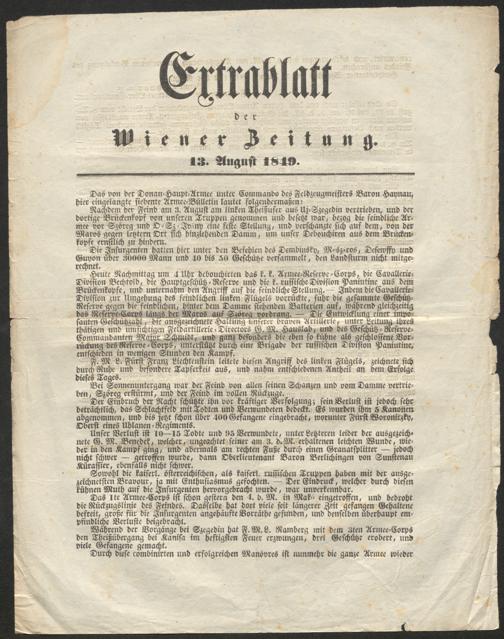 Extrablatt
der
Wiener Zeitung.
13. August 1849.
Das von der Donau-Haupt-Armee unter Commando des Feldzeugmeisters Baron Haynau,
hier eingelangte siebente Armee-Bulletin lautet folgendermaßen:
Nachdem der Feind am 3. August am linken Theißufer aus Uj-Szegedin vertrieben, und der
dortige Brückenkopf von unseren Truppen genommen und besetzt war, bezog die feindliche Ar-
mee vor Szöreg und O-Sz-Ivany eine feste Stellung, und verschanzte sich auf dem, von der
Maros gegen letztern Ort sich hinziehenden Damm, um unser Debouchiren aus dem Brücken-
kopfe ernstlich zu hindern.
Die Insurgenten hatten hier unter den Befehlen des Dembinsky, Meszaros, Desewffy und
Guyon über 30000 Mann und 40 bis 50 Geschütze versammelt, den Landsturm nicht mitge-
rechnet.
Heute Nachmittag um 4 Uhr debouchirten das k. k. Armee-Reserve-Corps, die Cavallerie-
Division Bechtold, die Hauptgeschütz-Reserve und die k. russische Division Panintine aus dem
Brückenkopfe, und unternahm den Angriff auf die feindliche Stellung. — Indem die Cavallerie-
Division zur Umgehung des feindlichen linken Flügels vorrückte, fuhr die gesammte Geschütz-
Reserve gegen die feindlichen, hinter dem Damme stehenden Batterien auf, während gleichzeitig
das Reserve-Corps längs der Maros auf Szöreg vordrang. — Die Entwicklung einer impo-
santen Geschützzahl, die ausgezeichnete Haltung unserer braven Artillerie, unter Leitung ihres
thätigen und umsichtigen Feldartillerie-Directors G. M. Hauslab, und des Geschütz-Reserve-
Commandanten Major Schmidt, und ganz besonders die eben so kühne als geschlossene Vor-
rückung des Reserve-Corps, unterstützt durch eine Brigade der russischen Division Panintine,
entschieden in wenigen Stunden den Kampf.
F. M. L. Fürst Franz Liechtenstein leitete diesen Angriff des linken Flügels, zeichnete sich
durch Ruhe und besondere Tapferkeit aus, und nahm entschiedenen Antheil an dem Erfolge
dieses Tages.
Bei Sonnenuntergang war der Feind von allen seinen Schanzen und vom Damme vertrie-
ben, Szöreg erstürmt, und der Feind im vollen Rückzuge.
Der Einbruch der Nacht schützte ihn vor kräftiger Verfolgung; sein Verlust ist jedoch sehr
beträchtlich, das Schlachtfeld mit Todten und Verwundeten bedeckt. Es wurden ihm 5 Kanonen
abgenommen, und bis jetzt schon über 400 Gefangene eingebracht, worunter Fürst Woronitzky,
Oberst eines Uhlanen-Regiments.
Unser Verlust ist 10—15 Todte und 95 Verwundete, unter Letzteren leider der ausgezeich-
nete G. M. Benedek, welcher, ungeachtet seiner am 3. d. M. erhaltenen leichten Wunde, wie-
der in den Kampf ging, und abermals am rechten Fuße durch einen Granatsplitter — jedoch
nicht schwer — getroffen wurde, dann Oberlieutenant Baron Berlichingen von Sunstenau
Kürassier, ebenfalls nicht schwer.
Sowohl die kaiserl. österreichischen, als kaiserl. russischen Truppen haben mit der ausge-
zeichnetsten Bravour, ja mit Enthusiasmus gefochten. — Der Eindruck, welcher durch diesen
kühnen Muth auf die Insurgenten hervorgebracht wurde, war unverkennbar.
Das 1te Armee-Corps ist schon gestern den 4. d. M. in Mako eingetroffen, und bedroht
die Rückzugslinie des Feindes. Dasselbe hat dort viele seit längerer Zeit gefangen Gehaltene
befreit, große für die Insurgenten angehäufte Vorräthe gefunden, und denselben überhaupt em-
pfindliche Verluste beigebracht.
Während der Vorgänge bei Szegedin hat F. M. L. Ramberg mit dem 3ten Armee-Corps
den Theißübergang bei Kanisa im heftigsten Feuer erzwungen, drei Geschütze erobert, und
viele Gefangene gemacht.
Durch diese combinirten und erfolgreichen Manövres ist nunmehr die ganze Armee wieder